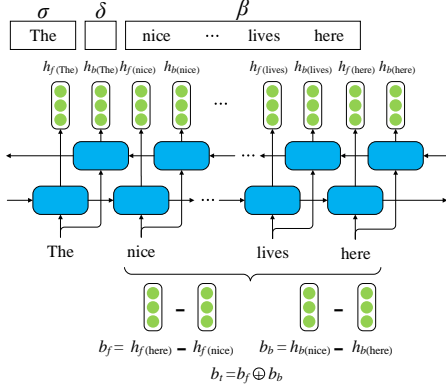 σ δ β
The nice ... lives here
h_f(The) h_b(The) h_f(nice) h_b(nice) ... h_f(lives) h_b(lives) h_f(here) h_b(here)
...
...
The nice lives here
- -
b_f = h_f(here) - h_f(nice) b_b = h_b(nice) - h_b(here)
b_t = b_f ⊕ b_b